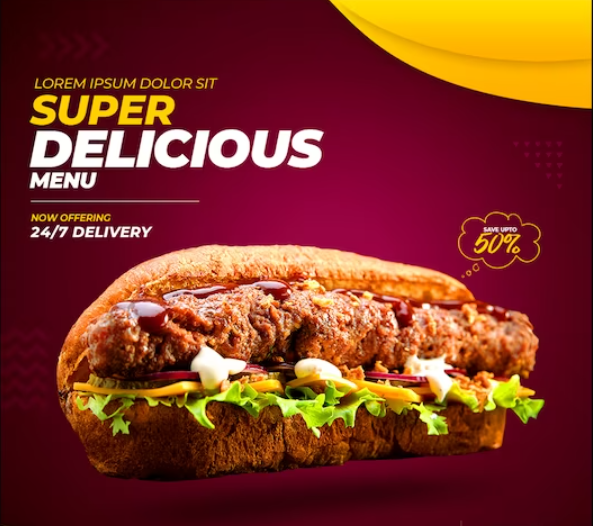 LOREM IPSUM DOLOR SIT
SUPER
DELICIOUS
MENU
NOW OFFERING
24/7 DELIVERY
SAVE UPTO
50%